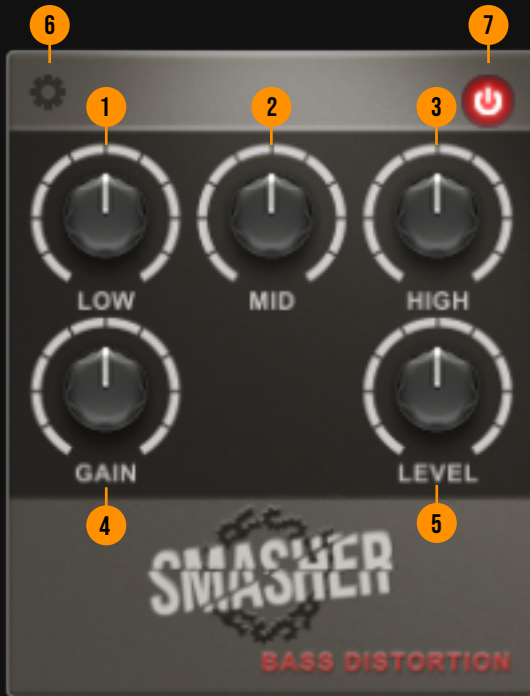 6 7
1 2 3
LOW MID HIGH
GAIN LEVEL
4 5
SMASHER
BASS DISTORTION